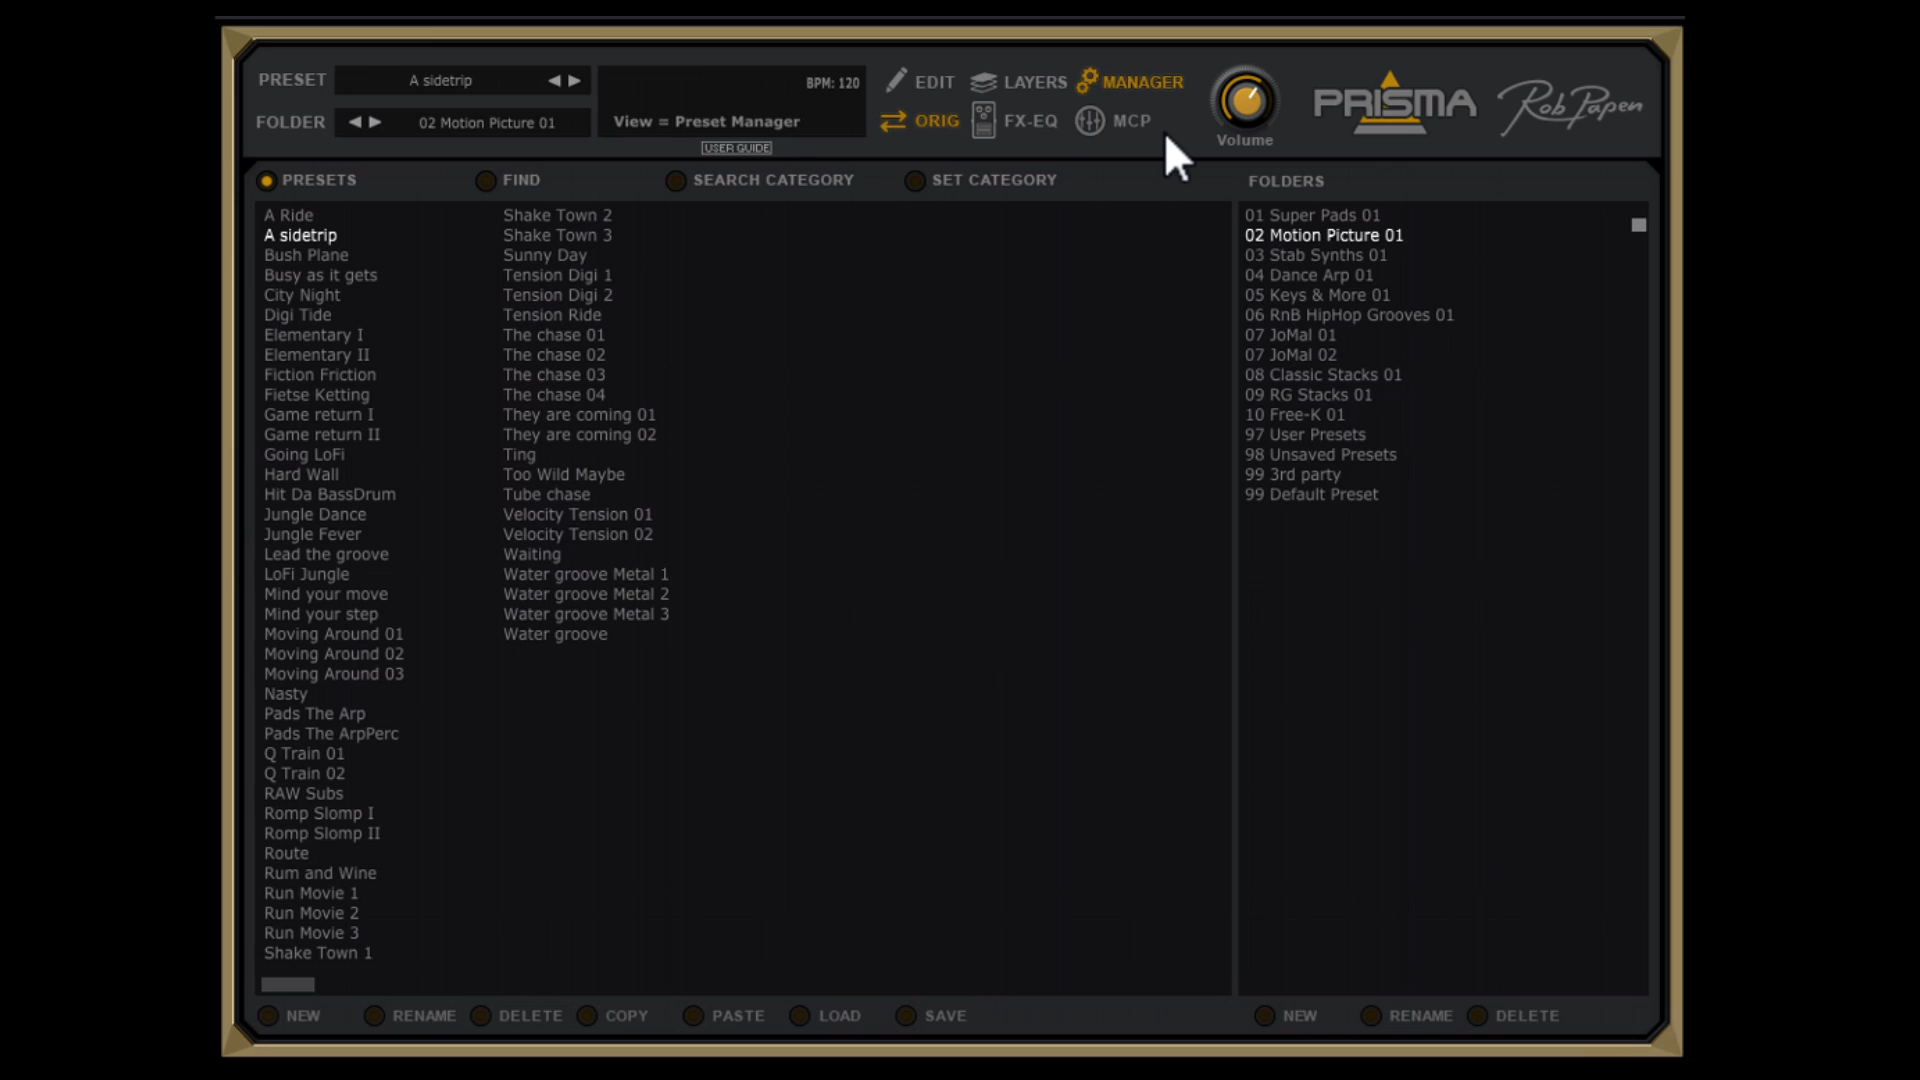 PRESET A sidetrip
BPM: 120
EDIT LAYERS MANAGER
FOLDER 02 Motion Picture 01
View = Preset Manager
ORIG FX-EQ MCP
USER GUIDE
Volume
PRISMA
Rob Papen
PRESETS FIND SEARCH CATEGORY SET CATEGORY FOLDERS
A Ride
A sidetrip
Bush Plane
Busy as it gets
City Night
Digi Tide
Elementary I
Elementary II
Fiction Friction
Fietse Ketting
Game return I
Game return II
Going LoFi
Hard Wall
Hit Da BassDrum
Jungle Dance
Jungle Fever
Lead the groove
LoFi Jungle
Mind your move
Mind your step
Moving Around 01
Moving Around 02
Moving Around 03
Nasty
Pads The Arp
Pads The ArpPerc
Q Train 01
Q Train 02
RAW Subs
Romp Slomp I
Romp Slomp II
Route
Rum and Wine
Run Movie 1
Run Movie 2
Run Movie 3
Shake Town 1
Shake Town 2
Shake Town 3
Sunny Day
Tension Digi 1
Tension Digi 2
Tension Ride
The chase 01
The chase 02
The chase 03
The chase 04
They are coming 01
They are coming 02
Ting
Too Wild Maybe
Tube chase
Velocity Tension 01
Velocity Tension 02
Waiting
Water groove Metal 1
Water groove Metal 2
Water groove Metal 3
Water groove
01 Super Pads 01
02 Motion Picture 01
03 Stab Synths 01
04 Dance Arp 01
05 Keys & More 01
06 RnB HipHop Grooves 01
07 JoMal 01
07 JoMal 02
08 Classic Stacks 01
09 RG Stacks 01
10 Free-K 01
97 User Presets
98 Unsaved Presets
99 3rd party
99 Default Preset
NEW RENAME DELETE COPY PASTE LOAD SAVE
NEW RENAME DELETE